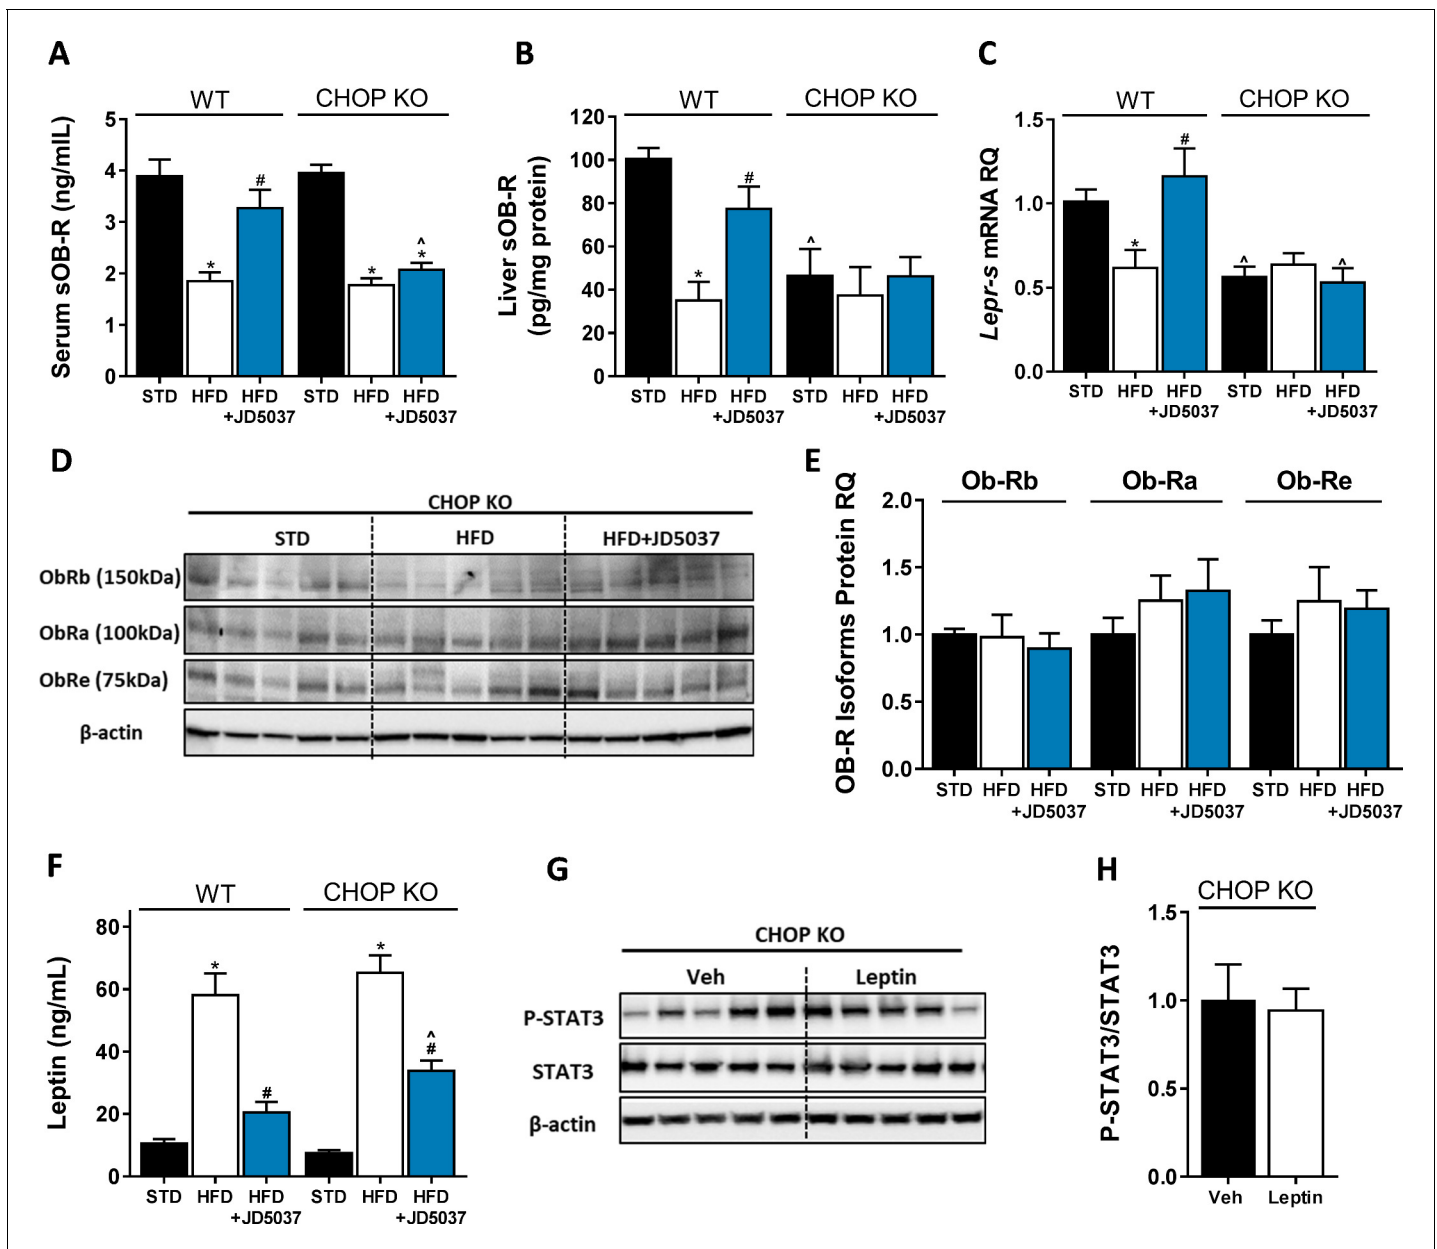 A
WT
CHOP KO
Serum sOB-R (ng/mlL)
5
4
3
2
1
0
*
#
*
^
*
STD
HFD
HFD
+JD5037
STD
HFD
HFD
+JD5037
B
WT
CHOP KO
Liver sOB-R
(pg/mg protein)
120
100
80
60
40
20
0
*
#
^
STD
HFD
HFD
+JD5037
STD
HFD
HFD
+JD5037
C
WT
CHOP KO
Lepr-s mRNA RQ
1.5
1.0
0.5
0.0
*
#
^
^
STD
HFD
HFD
+JD5037
STD
HFD
HFD
+JD5037
D
CHOP KO
STD
HFD
HFD+JD5037
ObRb (150kDa)
ObRa (100kDa)
ObRe (75kDa)
β-actin
E
Ob-Rb
Ob-Ra
Ob-Re
OB-R Isoforms Protein RQ
2.0
1.5
1.0
0.5
0.0
STD
HFD
HFD
+JD5037
STD
HFD
HFD
+JD5037
STD
HFD
HFD
+JD5037
F
WT
CHOP KO
Leptin (ng/mL)
80
60
40
20
0
*
#
*
^
#
STD
HFD
HFD
+JD5037
STD
HFD
HFD
+JD5037
G
CHOP KO
Veh
Leptin
P-STAT3
STAT3
β-actin
H
CHOP KO
P-STAT3/STAT3
1.5
1.0
0.5
0.0
Veh
Leptin